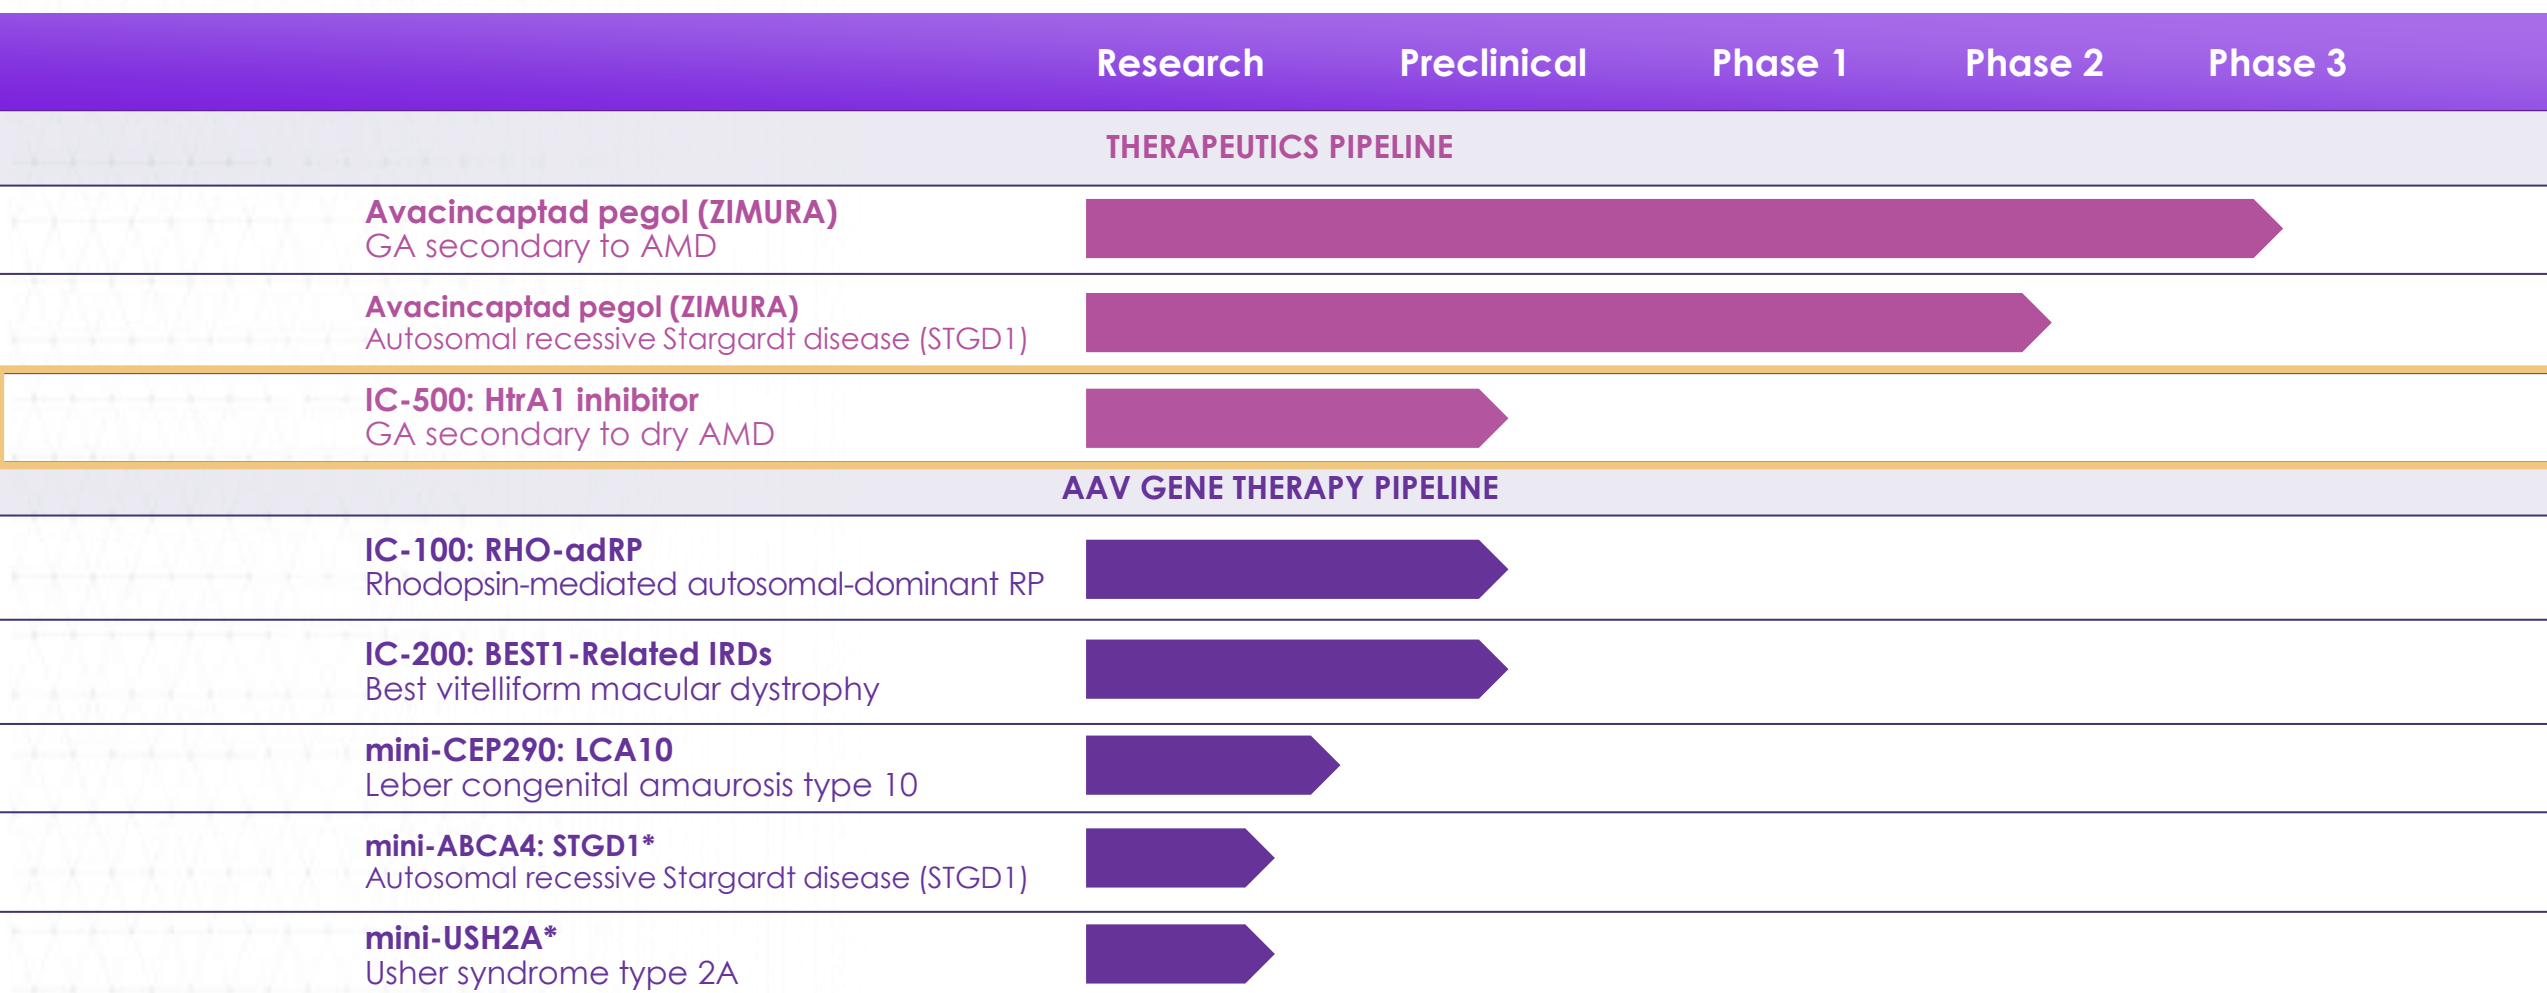 Research Preclinical Phase 1 Phase 2 Phase 3
THERAPEUTICS PIPELINE
Avacincaptad pegol (ZIMURA)
GA secondary to AMD
Avacincaptad pegol (ZIMURA)
Autosomal recessive Stargardt disease (STGD1)
IC-500: HtrA1 inhibitor
GA secondary to dry AMD
AAV GENE THERAPY PIPELINE
IC-100: RHO-adRP
Rhodopsin-mediated autosomal-dominant RP
IC-200: BEST1-Related IRDs
Best vitelliform macular dystrophy
mini-CEP290: LCA10
Leber congenital amaurosis type 10
mini-ABCA4: STGD1*
Autosomal recessive Stargardt disease (STGD1)
mini-USH2A*
Usher syndrome type 2A